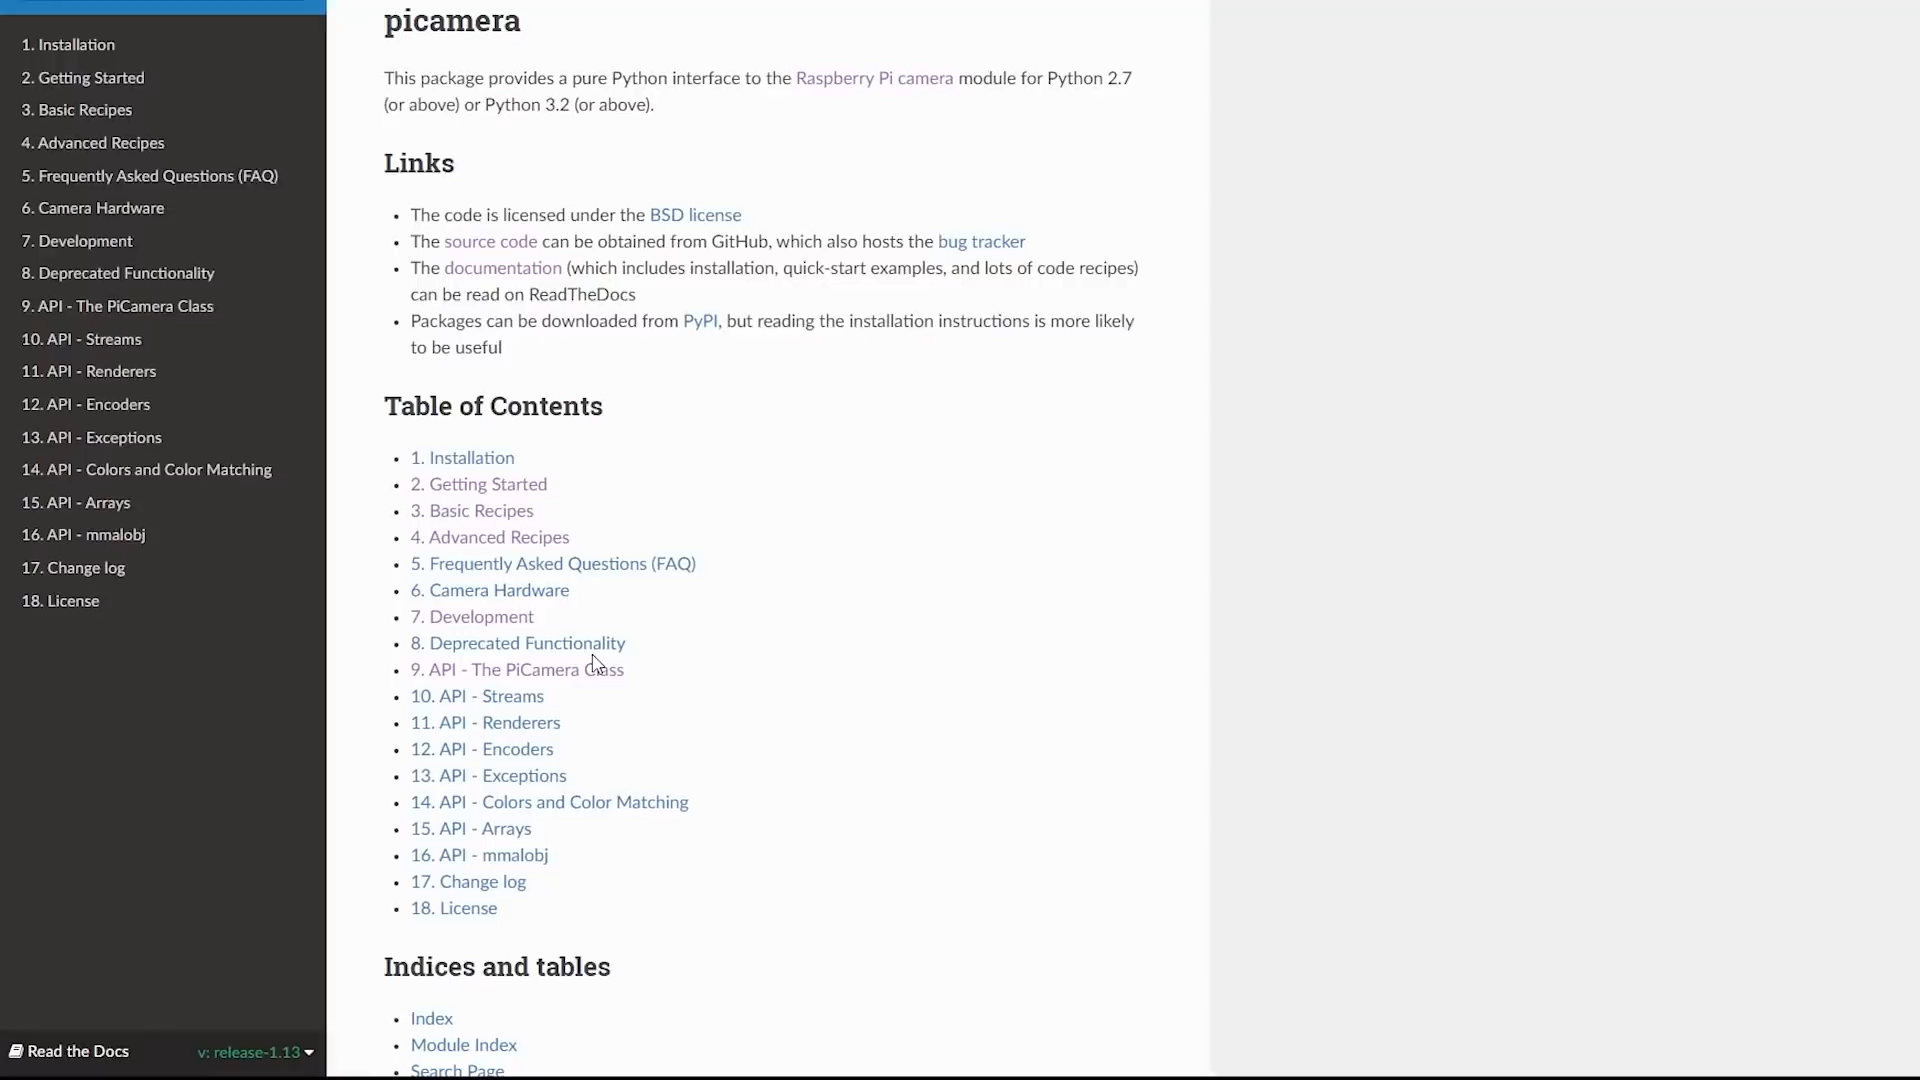 1. Installation
2. Getting Started
3. Basic Recipes
4. Advanced Recipes
5. Frequently Asked Questions (FAQ)
6. Camera Hardware
7. Development
8. Deprecated Functionality
9. API - The PiCamera Class
10. API - Streams
11. API - Renderers
12. API - Encoders
13. API - Exceptions
14. API - Colors and Color Matching
15. API - Arrays
16. API - mmalobj
17. Change log
18. License
Read the Docs
v: release-1.13
picamera
This package provides a pure Python interface to the Raspberry Pi camera module for Python 2.7
(or above) or Python 3.2 (or above).
Links
• The code is licensed under the BSD license
• The source code can be obtained from GitHub, which also hosts the bug tracker
• The documentation (which includes installation, quick-start examples, and lots of code recipes)
can be read on ReadTheDocs
• Packages can be downloaded from PyPI, but reading the installation instructions is more likely
to be useful
Table of Contents
• 1. Installation
• 2. Getting Started
• 3. Basic Recipes
• 4. Advanced Recipes
• 5. Frequently Asked Questions (FAQ)
• 6. Camera Hardware
• 7. Development
• 8. Deprecated Functionality
• 9. API - The PiCamera Class
• 10. API - Streams
• 11. API - Renderers
• 12. API - Encoders
• 13. API - Exceptions
• 14. API - Colors and Color Matching
• 15. API - Arrays
• 16. API - mmalobj
• 17. Change log
• 18. License
Indices and tables
• Index
• Module Index
• Search Page